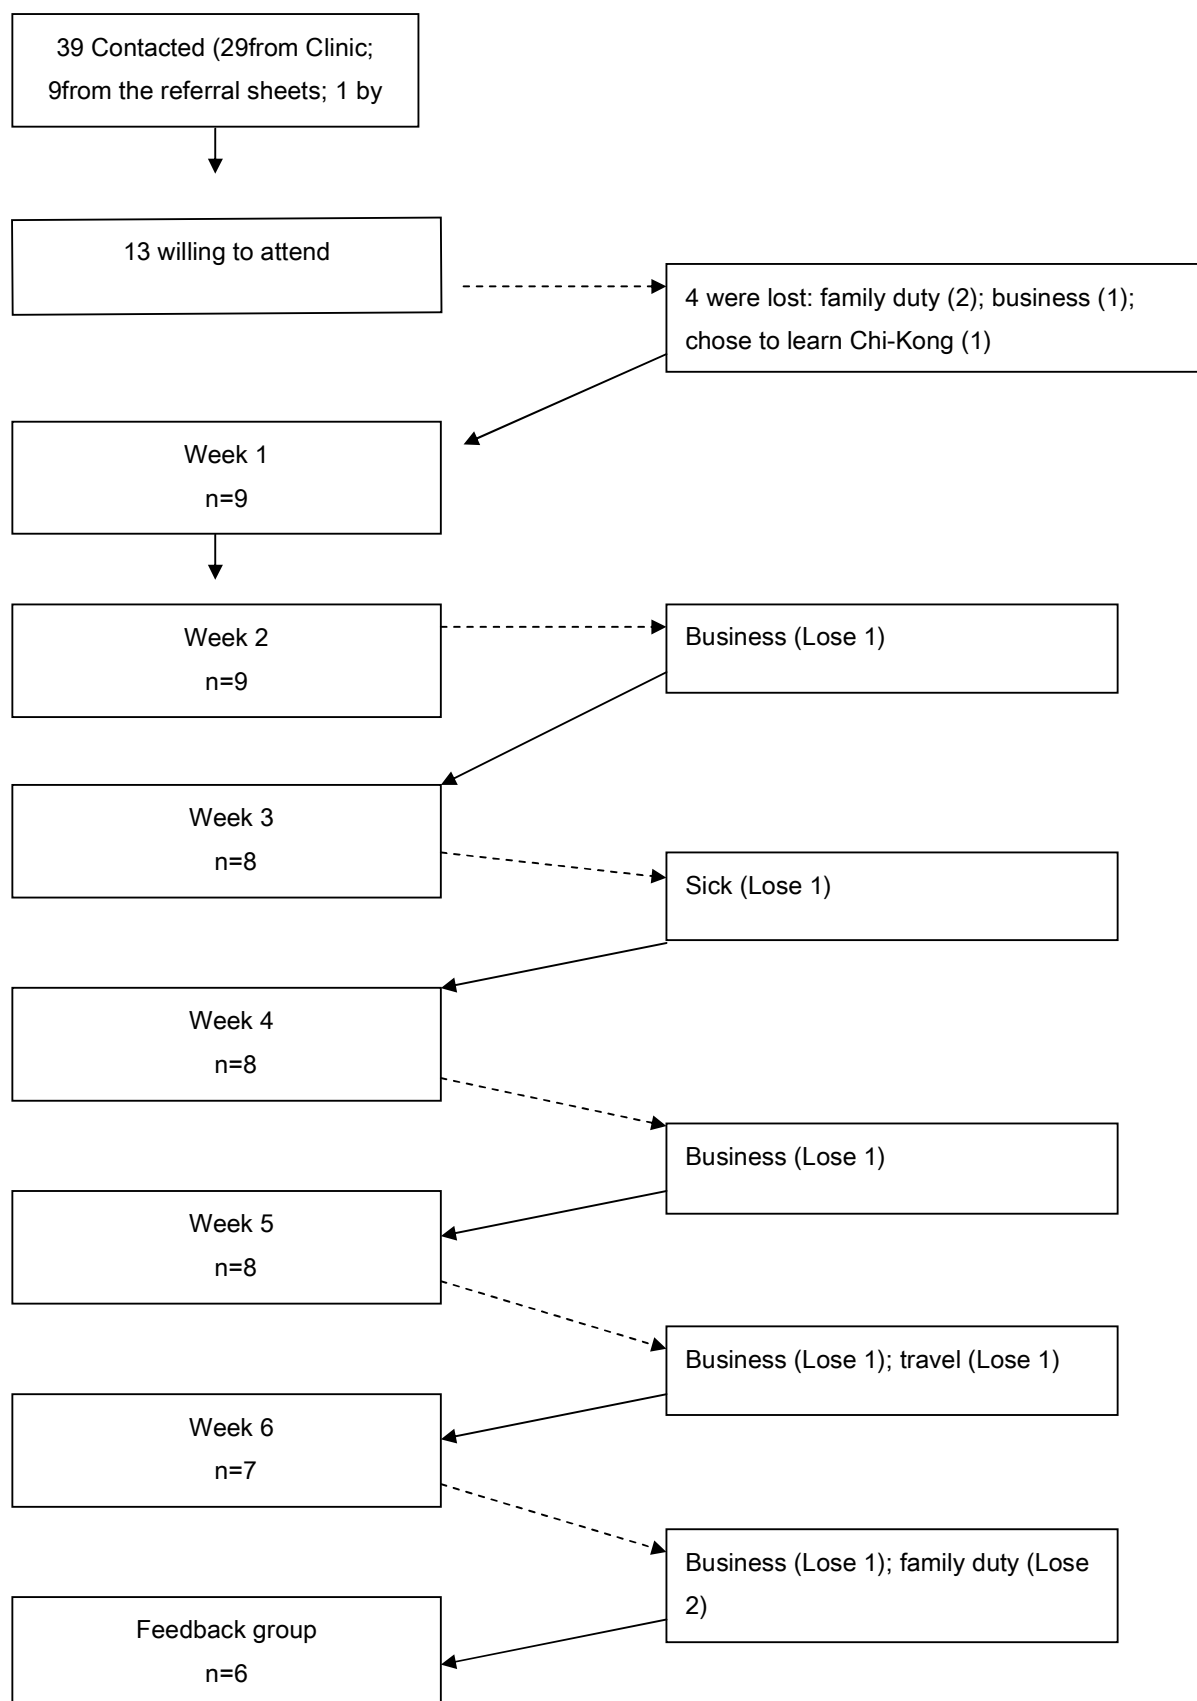 39 Contacted (29from Clinic;
9from the referral sheets; 1 by
13 willing to attend
4 were lost: family duty (2); business (1);
chose to learn Chi-Kong (1)
Week 1
n=9
Week 2
n=9
Business (Lose 1)
Week 3
n=8
Sick (Lose 1)
Week 4
n=8
Business (Lose 1)
Week 5
n=8
Business (Lose 1); travel (Lose 1)
Week 6
n=7
Business (Lose 1); family duty (Lose
2)
Feedback group
n=6